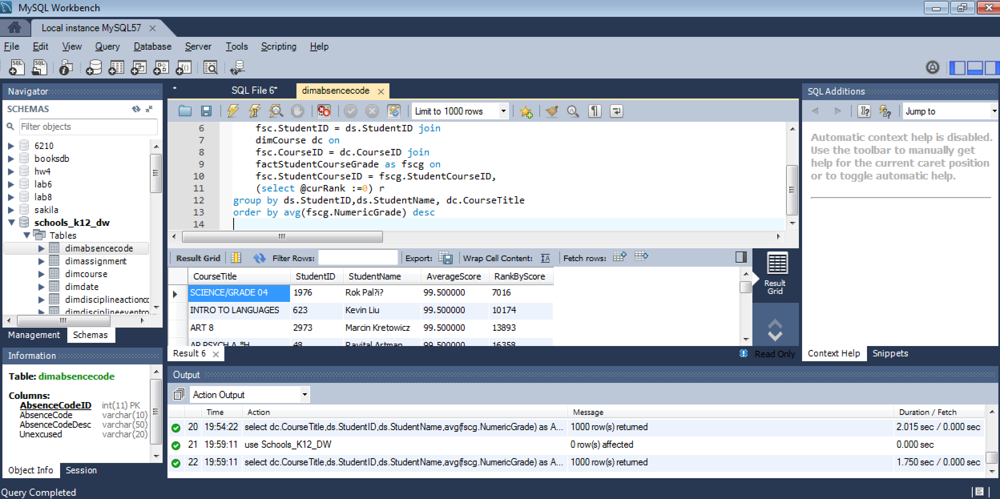 MySQL Workbench
Local instance MySQL57
File Edit View Query Database Server Tools Scripting Help
Navigator
SCHEMAS
Filter objects
6210
booksdb
hw4
lab6
lab8
sakila
schools_k12_dw
Tables
dimabsencecode
dimassignment
dimcourse
dimdate
dimdisciplineactioncc
dimdisciplineeventco
Management Schemas
Information
Table: dimabsencecode
Columns:
AbsenceCodeID int(11) PK
AbsenceCode varchar(10)
AbsenceCodeDesc varchar(50)
Unexcused varchar(20)
Object Info Session
* SQL File 6* dimabsencecode
Limit to 1000 rows
6 fsc.StudentID = ds.StudentID join
7 dimCourse dc on
8 fsc.CourseID = dc.CourseID join
9 factStudentCourseGrade as fscg on
10 fsc.StudentCourseID = fscg.StudentCourseID,
11 (select @curRank :=0) r
12 group by ds.StudentID,ds.StudentName, dc.CourseTitle
13 order by avg(fscg.NumericGrade) desc
14
Result Grid Filter Rows: Export: Wrap Cell Content: Fetch rows:
CourseTitle StudentID StudentName AverageScore RankByScore
SCIENCE/GRADE 04 1976 Rok Pal?i? 99.500000 7016
INTRO TO LANGUAGES 623 Kevin Liu 99.500000 10174
ART 8 2973 Marcin Kretowicz 99.500000 13893
AP PSYCH A *H 48 Ravital Artman 99.500000 16358
Result Grid
Result 6 Read Only
SQL Additions
Jump to
Automatic context help is disabled.
Use the toolbar to manually get
help for the current caret position
or to toggle automatic help.
Context Help Snippets
Output
Action Output
Time Action Message Duration / Fetch
20 19:54:22 select dc.CourseTitle,ds.StudentID,ds.StudentName,avg(fscg.NumericGrade) as A... 1000 row(s) returned 2.015 sec / 0.000 sec
21 19:59:11 use Schools_K12_DW 0 row(s) affected 0.000 sec
22 19:59:11 select dc.CourseTitle,ds.StudentID,ds.StudentName,avg(fscg.NumericGrade) as A... 1000 row(s) returned 1.750 sec / 0.000 sec
Query Completed